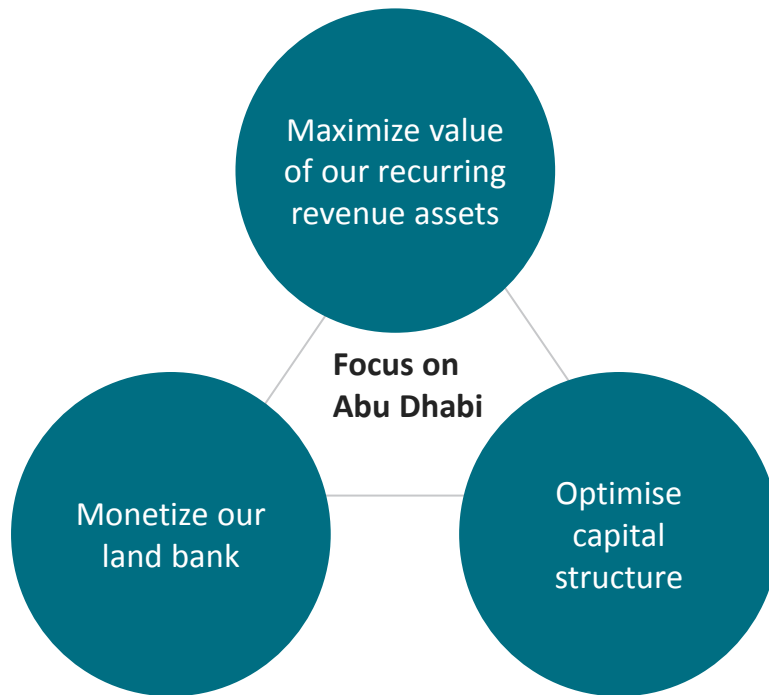 Maximize value
of our recurring
revenue assets
Focus on
Abu Dhabi
Monetize our
land bank
Optimise
capital
structure